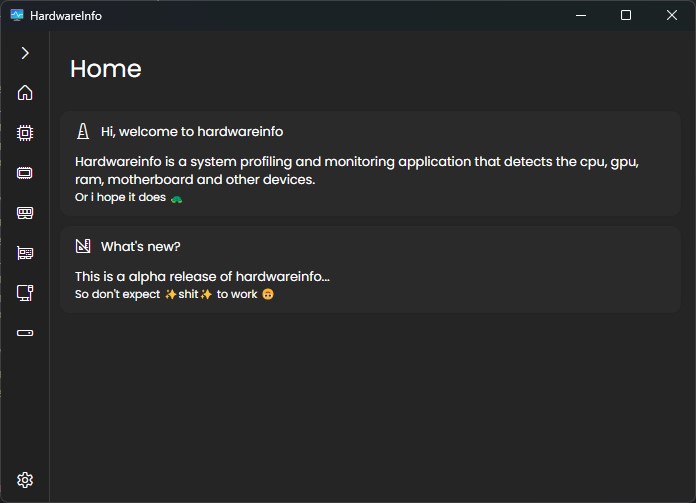 HardwareInfo
Home
Hi, welcome to hardwareinfo
Hardwareinfo is a system profiling and monitoring application that detects the cpu, gpu,
ram, motherboard and other devices.
Or i hope it does 🐢
What's new?
This is a alpha release of hardwareinfo...
So don't expect ✨shit✨ to work 🙃